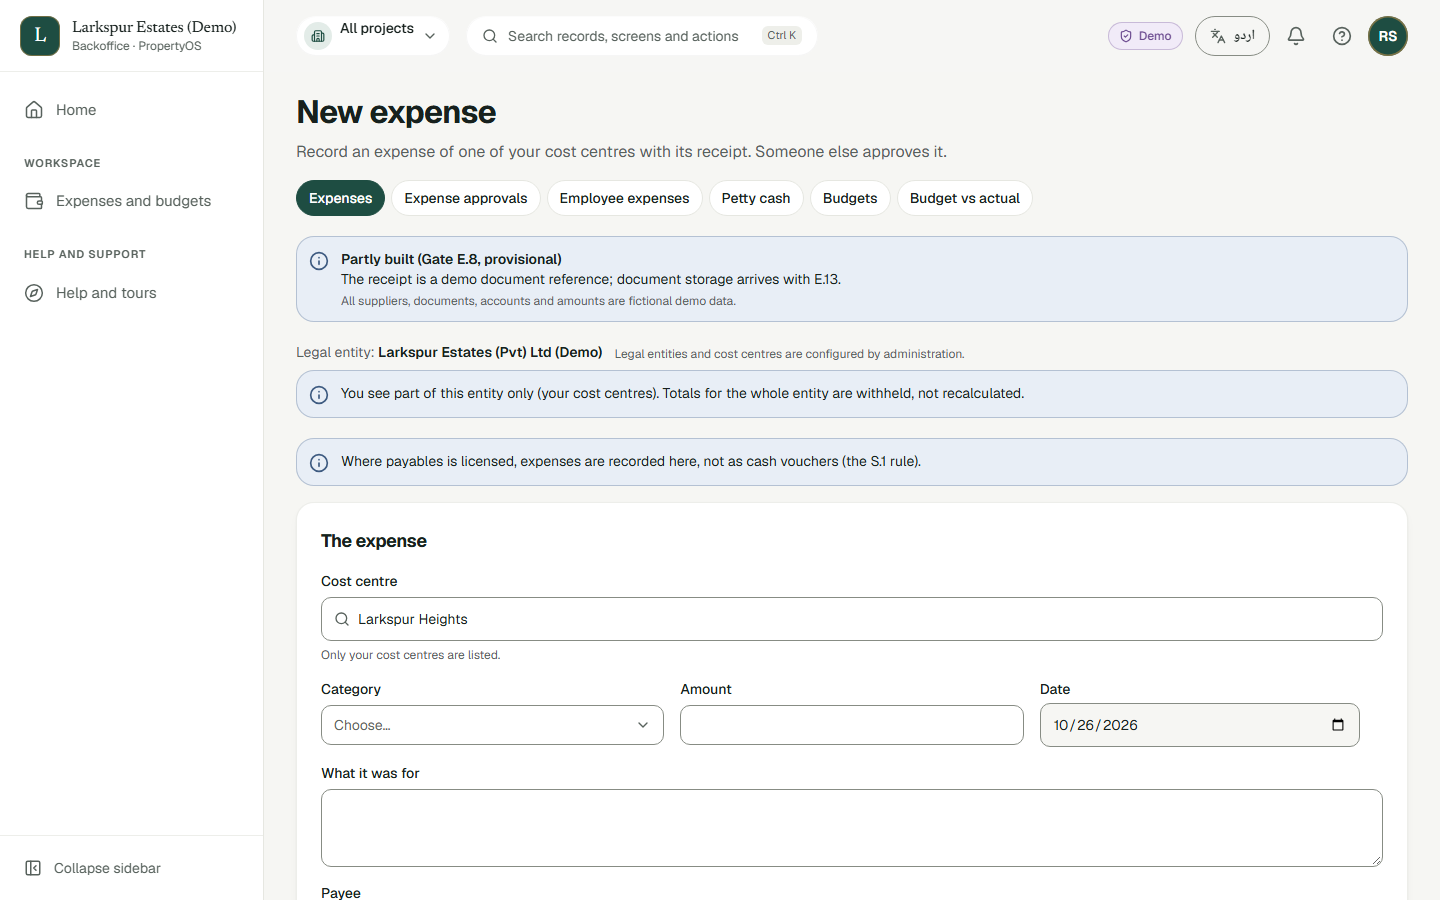 L
Larkspur Estates (Demo)
Backoffice · PropertyOS
All projects
Search records, screens and actions
Ctrl K
Demo
اردو
RS
Home
WORKSPACE
Expenses and budgets
HELP AND SUPPORT
Help and tours
Collapse sidebar
New expense
Record an expense of one of your cost centres with its receipt. Someone else approves it.
Expenses
Expense approvals
Employee expenses
Petty cash
Budgets
Budget vs actual
Partly built (Gate E.8, provisional)
The receipt is a demo document reference; document storage arrives with E.13.
All suppliers, documents, accounts and amounts are fictional demo data.
Legal entity: Larkspur Estates (Pvt) Ltd (Demo) Legal entities and cost centres are configured by administration.
You see part of this entity only (your cost centres). Totals for the whole entity are withheld, not recalculated.
Where payables is licensed, expenses are recorded here, not as cash vouchers (the S.1 rule).
The expense
Cost centre
Larkspur Heights
Only your cost centres are listed.
Category
Amount
Date
Choose…
10/26/2026
What it was for
Payee